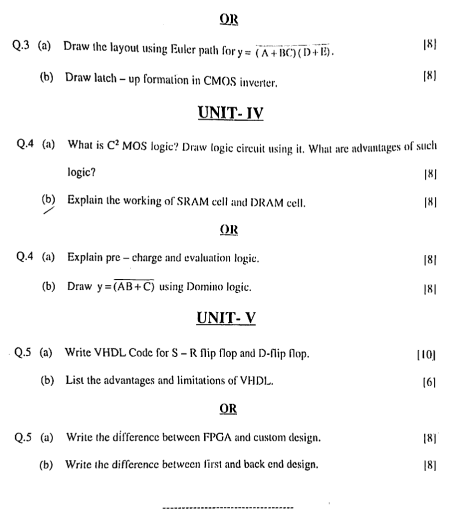 OR
Q.3 (a) Draw the layout using Euler path for y = \overline{(A + BC)(D + E)}. [8]
(b) Draw latch – up formation in CMOS inverter. [8]
UNIT- IV
Q.4 (a) What is C² MOS logic? Draw logic circuit using it. What are advantages of such
logic? [8]
(b) Explain the working of SRAM cell and DRAM cell. [8]
OR
Q.4 (a) Explain pre – charge and evaluation logic. [8]
(b) Draw y = \overline{(AB + C)} using Domino logic. [8]
UNIT- V
Q.5 (a) Write VHDL Code for S – R flip flop and D-flip flop. [10]
(b) List the advantages and limitations of VHDL. [6]
OR
Q.5 (a) Write the difference between FPGA and custom design. [8]
(b) Write the difference between first and back end design. [8]